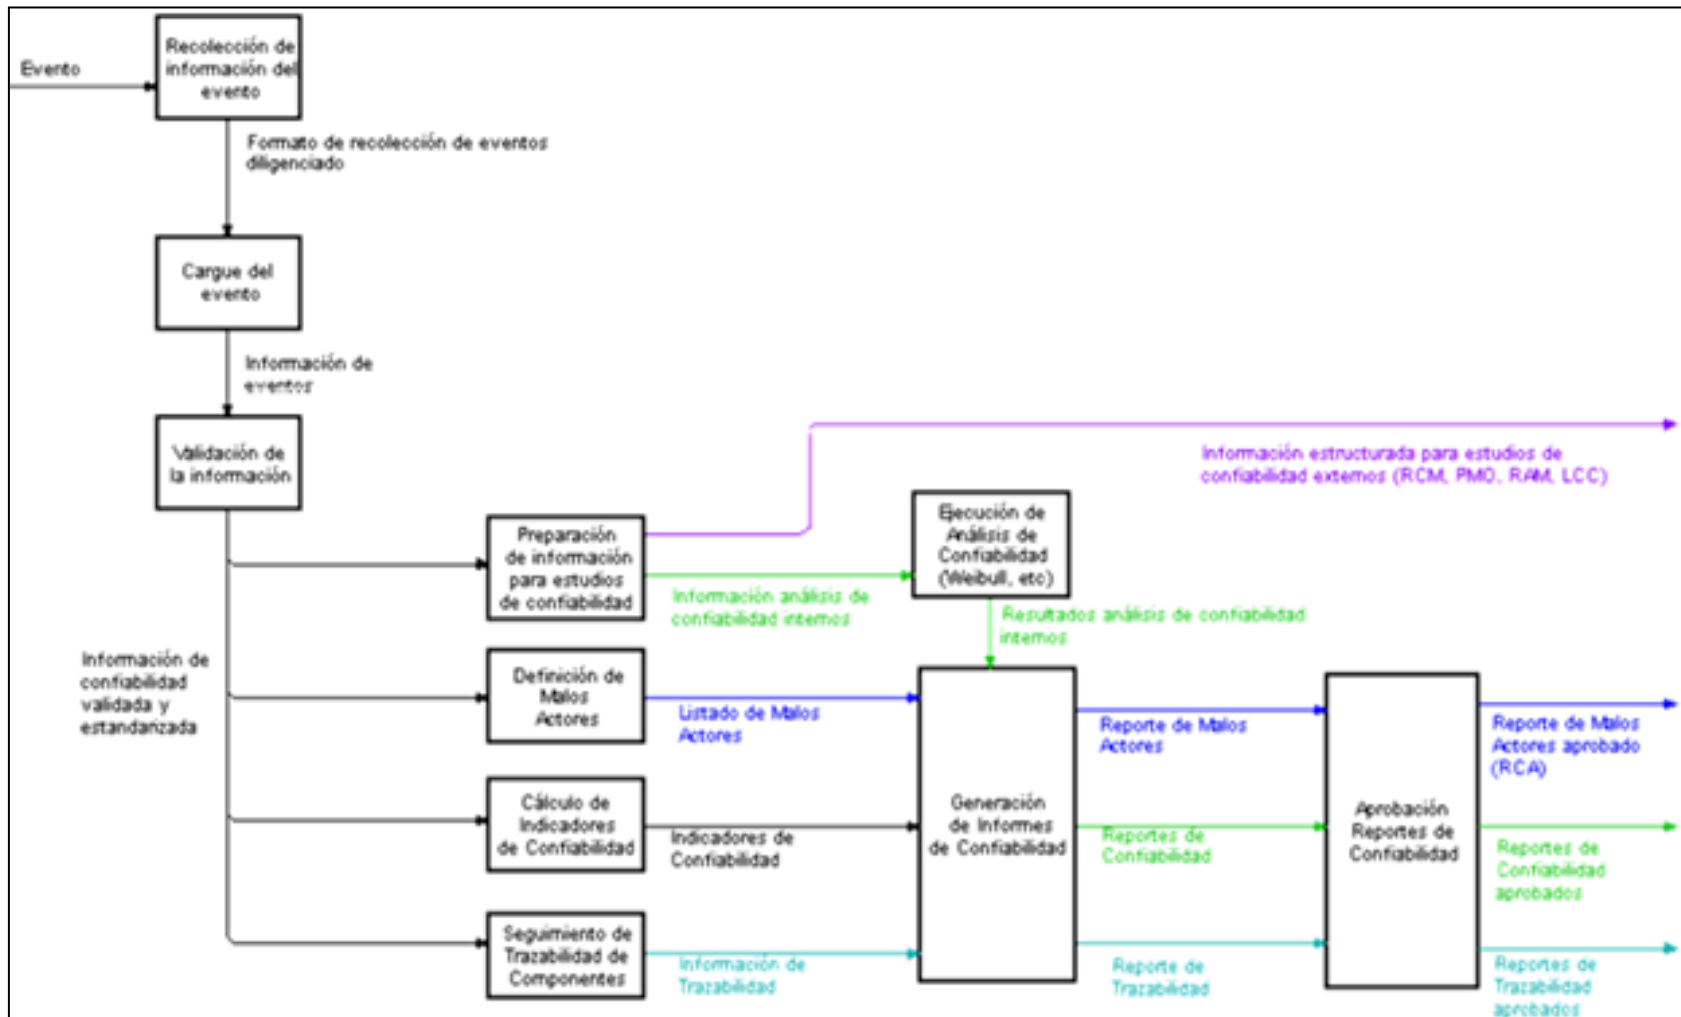 Evento
Recolección de
información del
evento
Formato de recolección de eventos
diligenciado
Cargue del
evento
Información de
eventos
Validación de
la información
Información estructurada para estudios de
confiabilidad externos (RCM, PMO, RAM, LCC)
Preparación
de información
para estudios
de confiabilidad
Ejecución de
Análisis de
Confiabilidad
(Weibull, etc)
Información análisis de
confiabilidad internos
Resultados análisis de confiabilidad
internos
Información de
confiabilidad
validada y
estandarizada
Definición de
Malos
Actores
Listado de Malos
Actores
Reporte de Malos
Actores
Reporte de Malos
Actores aprobado
(RCA)
Cálculo de
Indicadores
de Confiabilidad
Indicadores de
Confiabilidad
Generación
de Informes
de Confiabilidad
Reportes de
Confiabilidad
Aprobación
Reportes de
Confiabilidad
Reportes de
Confiabilidad
aprobados
Seguimiento de
Trazabilidad de
Componentes
Información de
Trazabilidad
Reporte de
Trazabilidad
Reportes de
Trazabilidad
aprobados